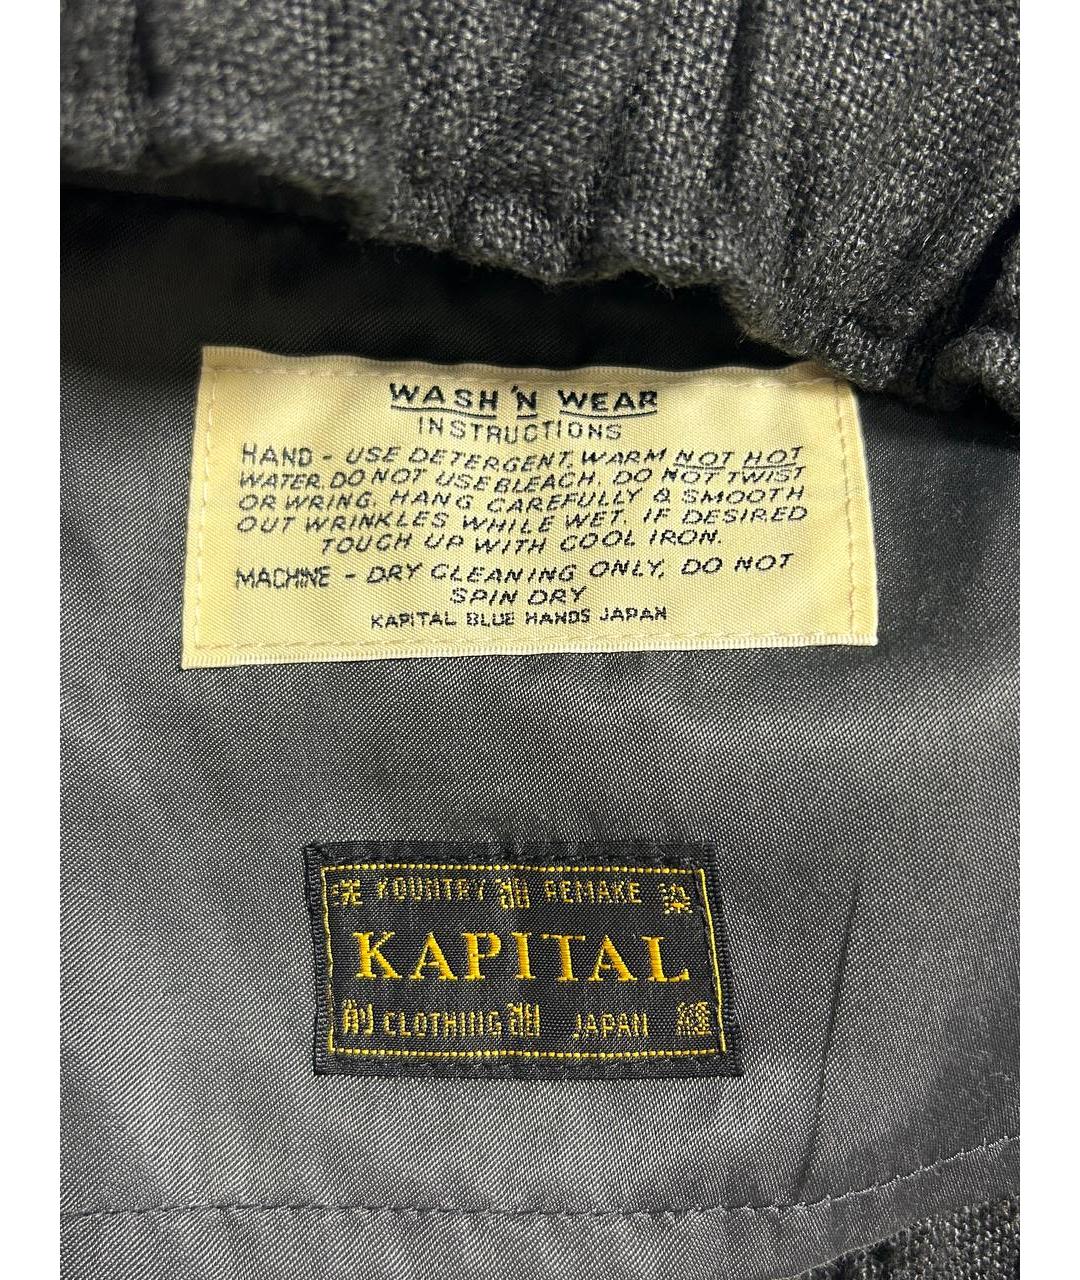 WASH 'N WEAR
INSTRUCTIONS
HAND - USE DETERGENT. WARM NOT HOT
WATER. DO NOT USE BLEACH. DO NOT TWIST
OR WRING. HANG CAREFULLY & SMOOTH
OUT WRINKLES WHILE WET. IF DESIRED
TOUCH UP WITH COOL IRON.
MACHINE - DRY CLEANING ONLY, DO NOT
SPIN DRY
KAPITAL BLUE HANDS JAPAN
KOUNTRY REMAKE
KAPITAL
CLOTHING JAPAN